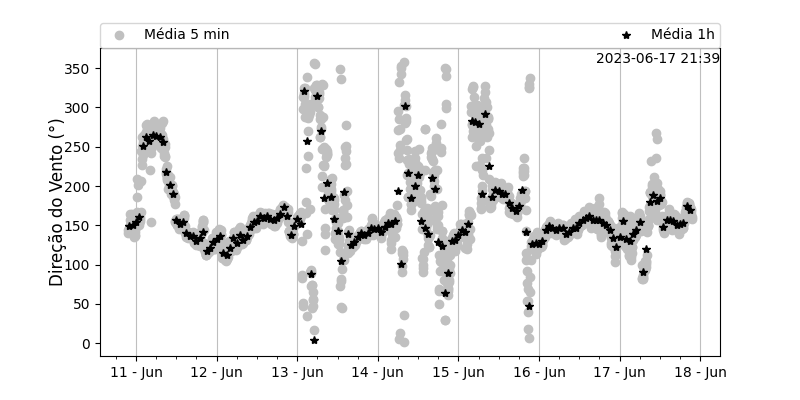 Média 5 min
Média 1h
2023-06-17 21:39
Direção do Vento (°)
350
300
250
200
150
100
50
0
11 - Jun
12 - Jun
13 - Jun
14 - Jun
15 - Jun
16 - Jun
17 - Jun
18 - Jun